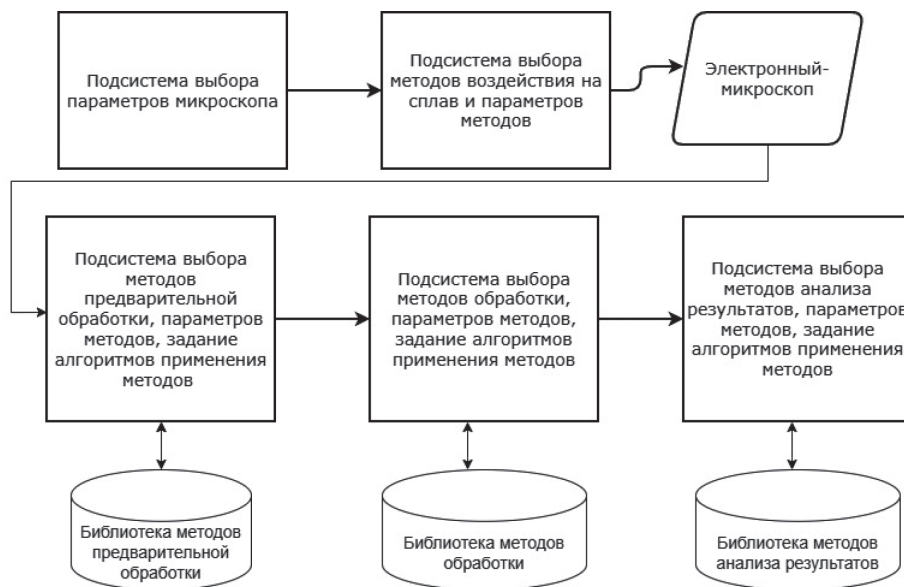 Подсистема выбора
параметров микроскопа
Подсистема выбора
методов воздействия на
сплав и параметров
методов
Электронный-
микроскоп
Подсистема выбора
методов
предварительной
обработки, параметров
методов, задание
алгоритмов применения
методов
Подсистема выбора
методов обработки,
параметров методов,
задание алгоритмов
применения методов
Подсистема выбора
методов анализа
результатов, параметров
методов, задание
алгоритмов применения
методов
Библиотека методов
предварительной
обработки
Библиотека методов
обработки
Библиотека методов
анализа результатов